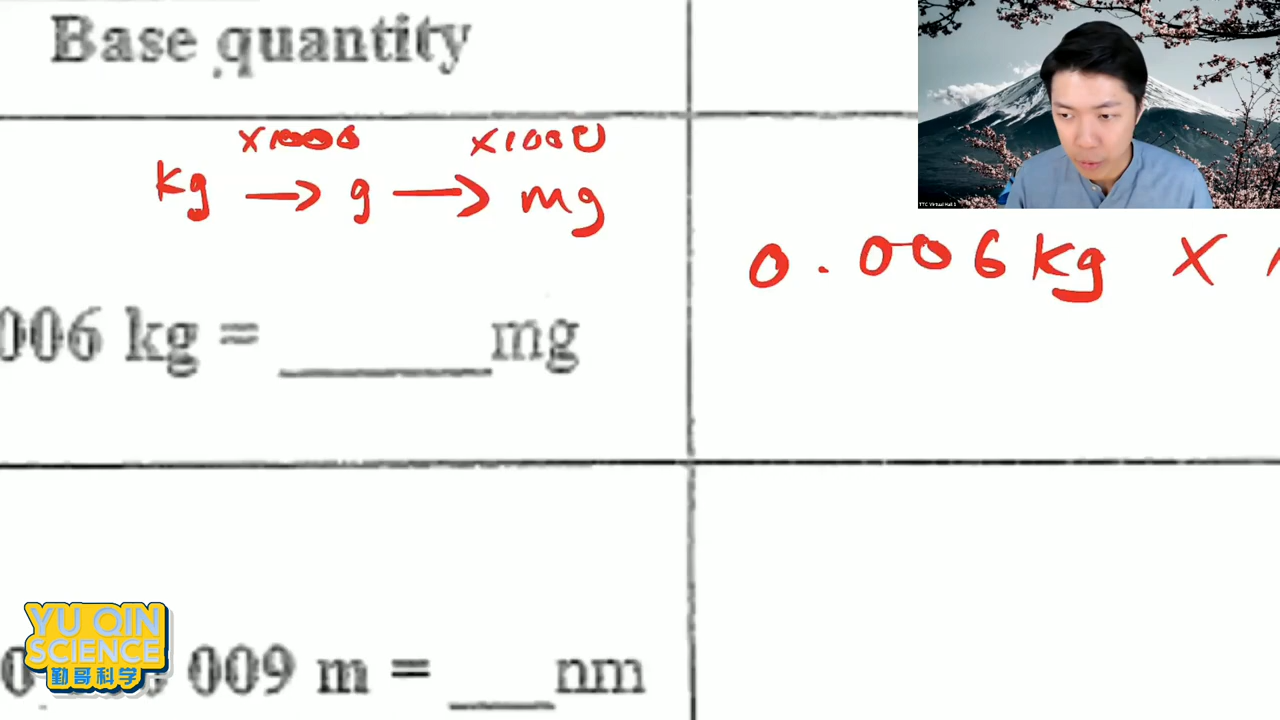 Base quantity
x1000 x1000
kg → g → mg
0.006 kg X
006 kg = ______mg
009 m = ___nm
YU QIN
SCIENCE
勤哥科学